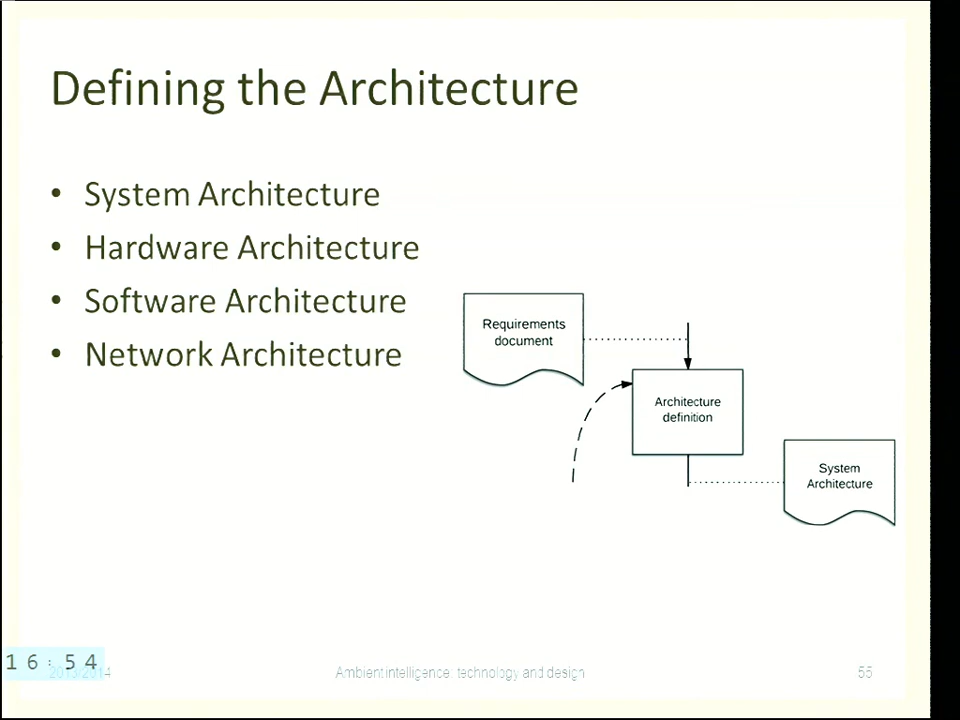 Defining the Architecture
• System Architecture
• Hardware Architecture
• Software Architecture
• Network Architecture
Requirements
document
Architecture
definition
System
Architecture
16:54
2013/2014
Ambient intelligence: technology and design
55